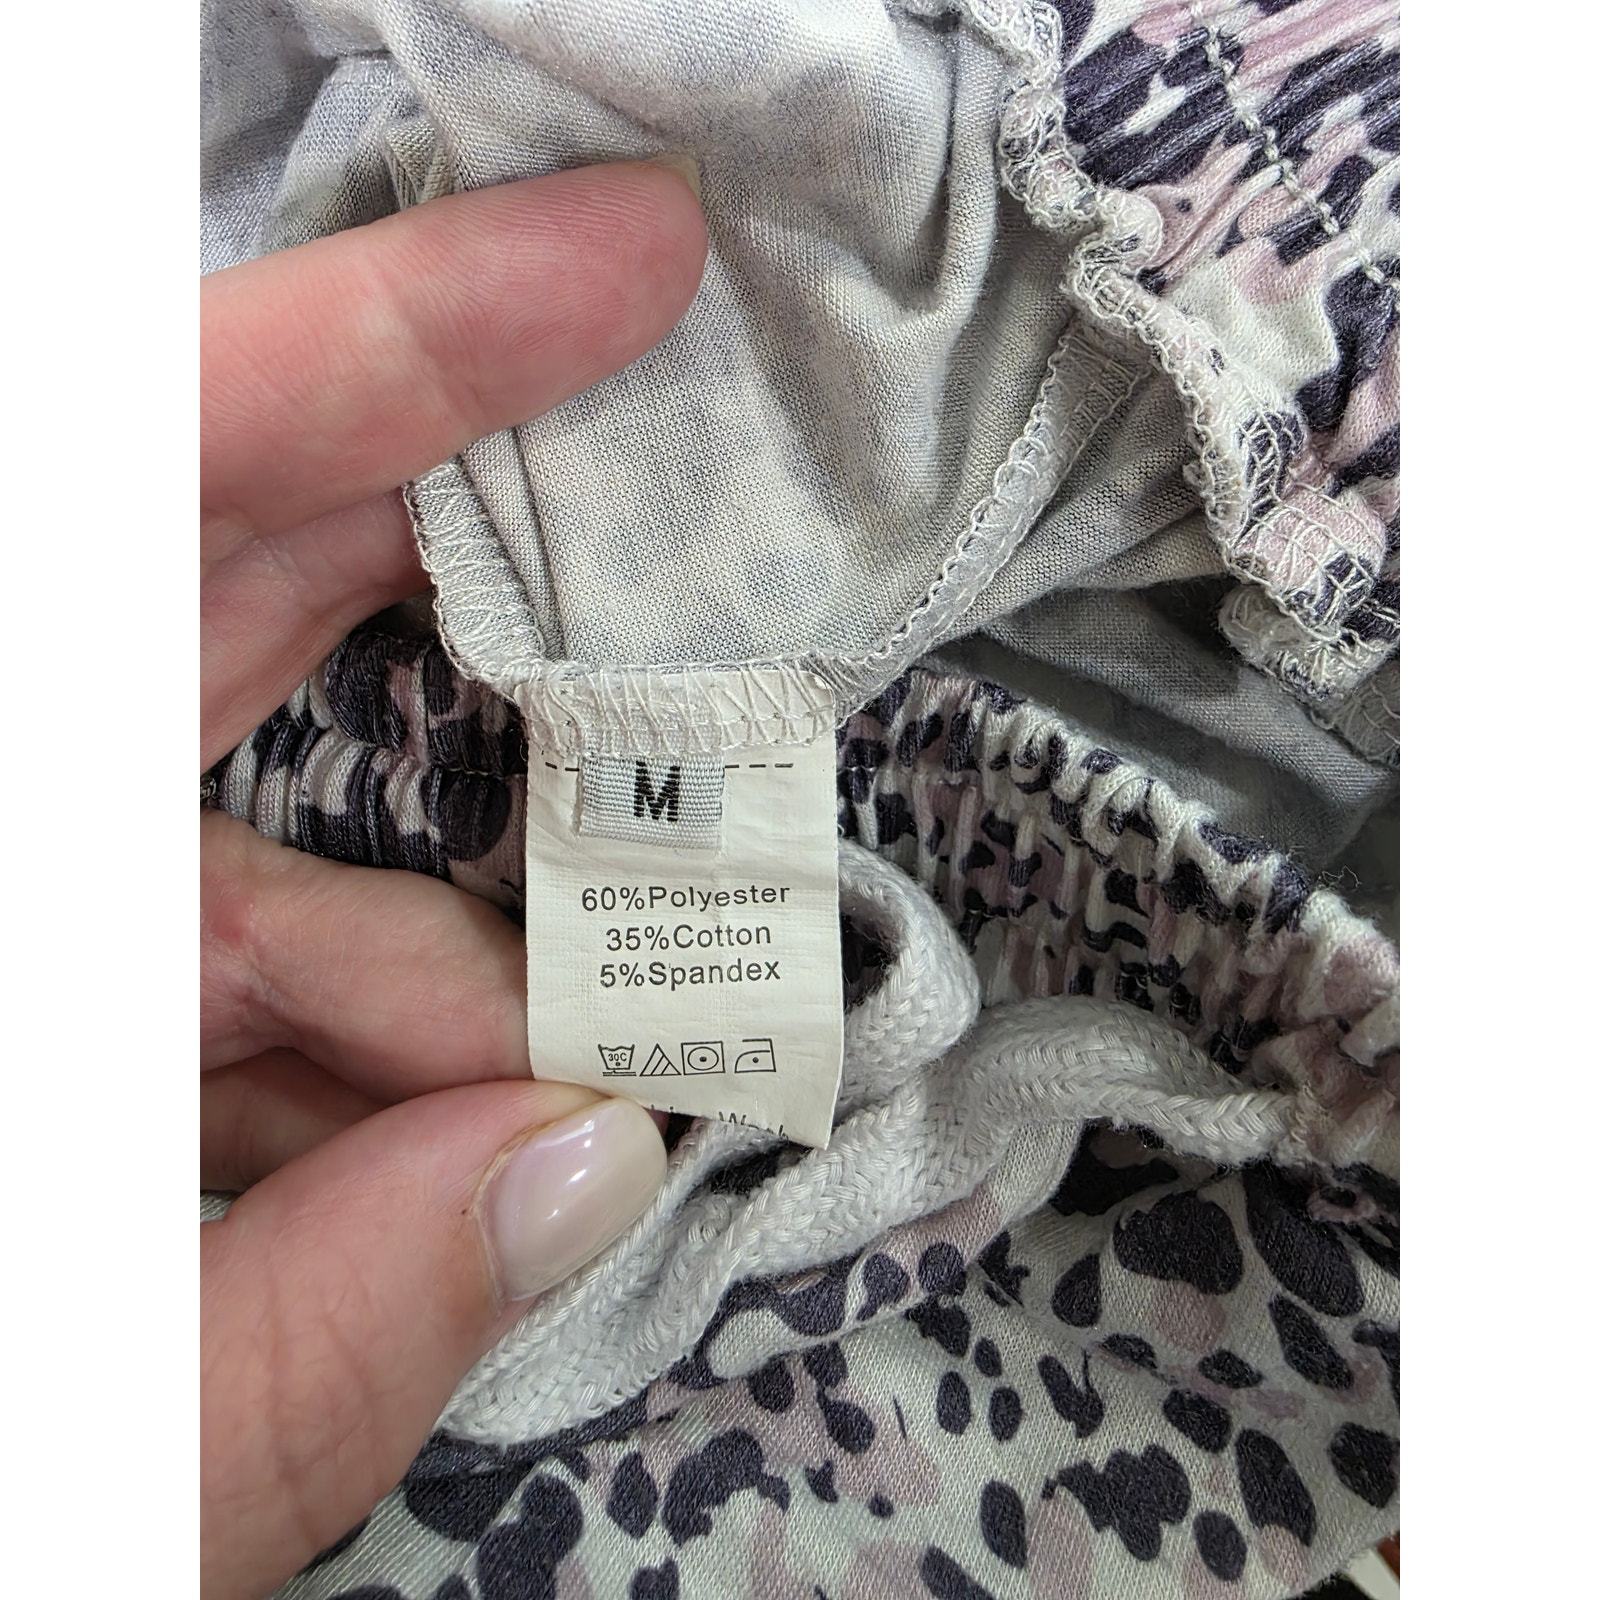 M
60%Polyester
35%Cotton
5%Spandex
30C